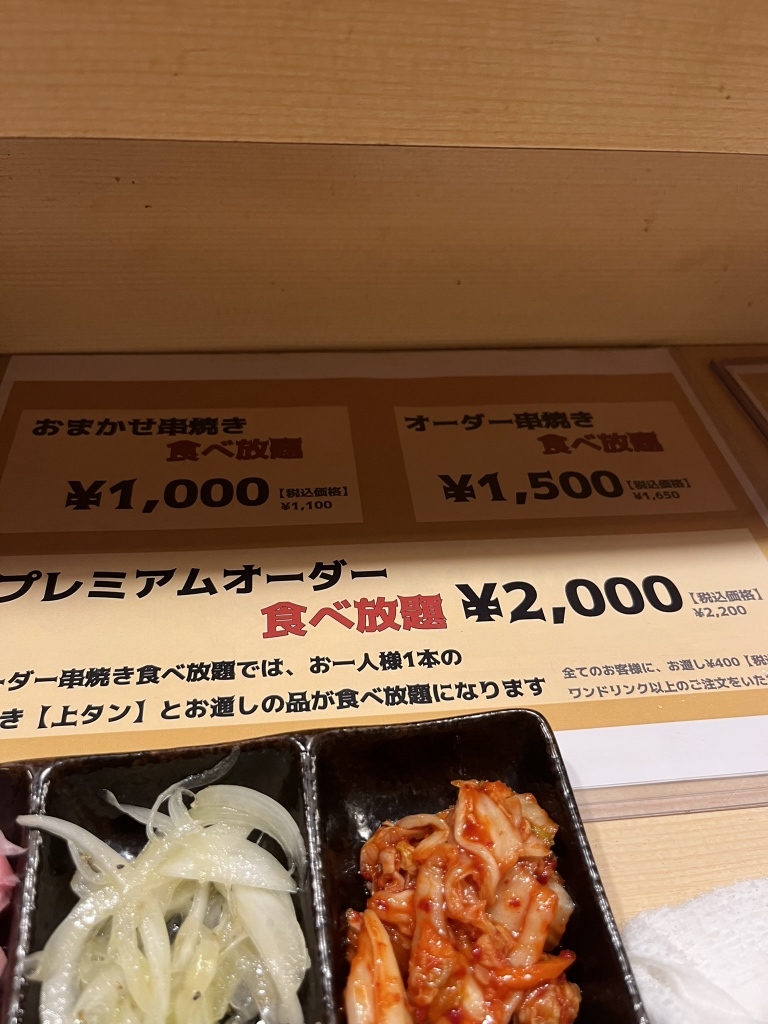 おまかせ串焼き
食べ放題
¥1,000【税込価格】
¥1,100
オーダー串焼き
食べ放題
¥1,500【税込価格】
¥1,650
プレミアムオーダー
食べ放題 ¥2,000【税込価格】
¥2,200
ーダー串焼き食べ放題では、お一人様1本の
き【上タン】とお通しの品が食べ放題になります
全てのお客様に、お通し¥400【税
ワンドリンク以上のご注文をいた